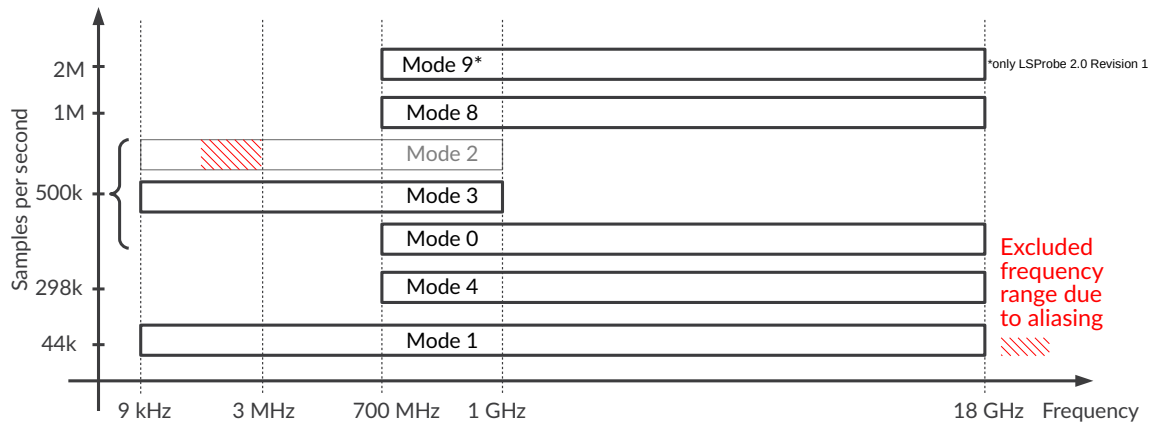 2M
Mode 9*
*only LSProbe 2.0 Revision 1
1M
Mode 8
Mode 2
Samples per second
500k
Mode 3
Mode 0
Excluded
frequency
range due
to aliasing
298k
Mode 4
44k
Mode 1
9 kHz
3 MHz
700 MHz
1 GHz
18 GHz
Frequency